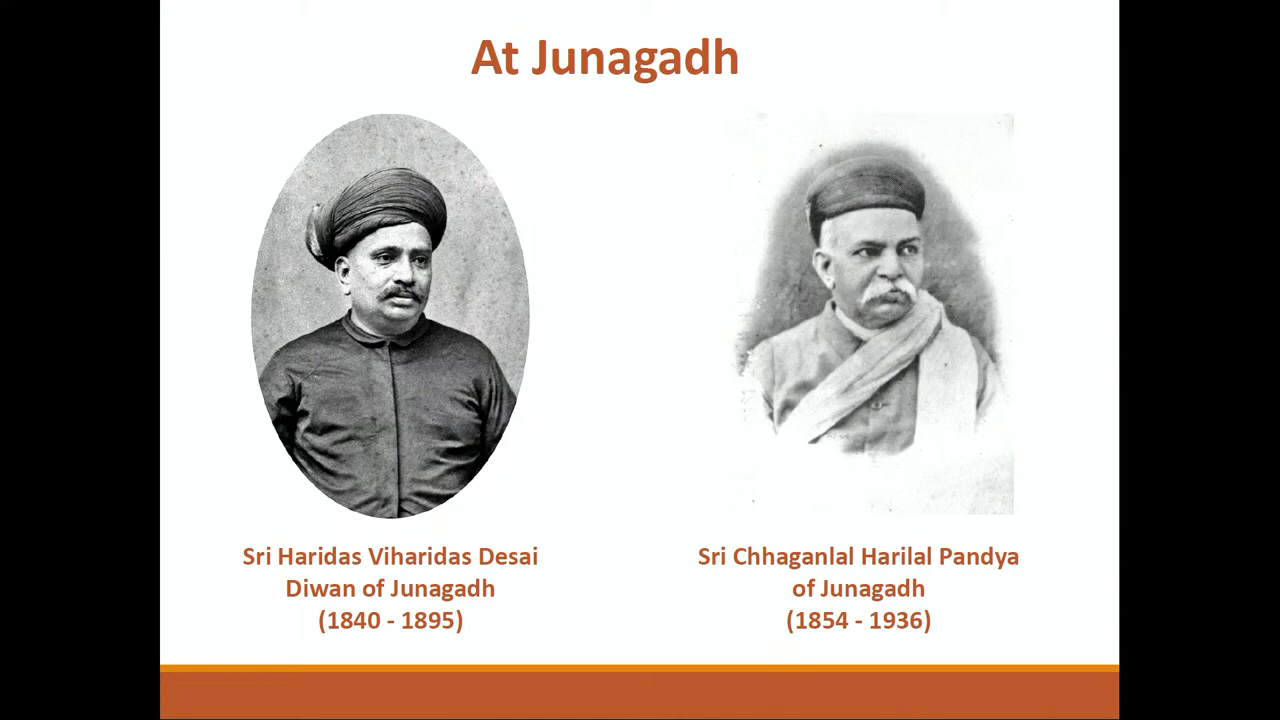 At Junagadh
Sri Haridas Viharidas Desai
Diwan of Junagadh
(1840 - 1895)
Sri Chhaganlal Harilal Pandya
of Junagadh
(1854 - 1936)